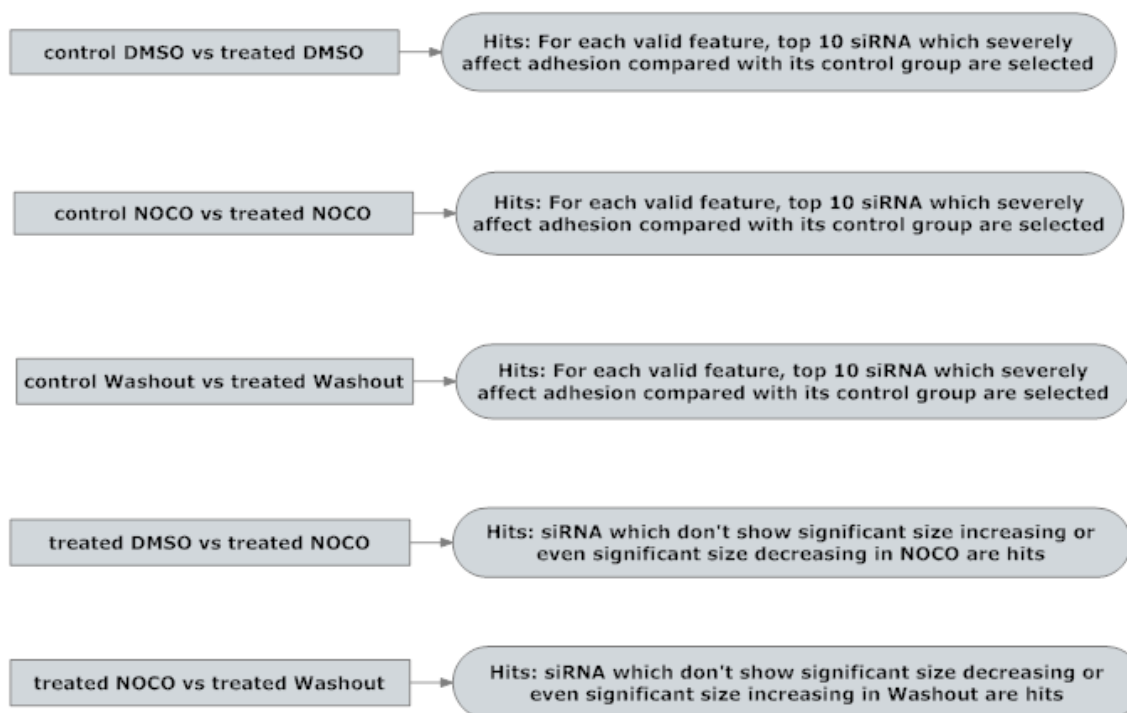 control DMSO vs treated DMSO
Hits: For each valid feature, top 10 siRNA which severely
affect adhesion compared with its control group are selected
control NOCO vs treated NOCO
Hits: For each valid feature, top 10 siRNA which severely
affect adhesion compared with its control group are selected
control Washout vs treated Washout
Hits: For each valid feature, top 10 siRNA which severely
affect adhesion compared with its control group are selected
treated DMSO vs treated NOCO
Hits: siRNA which don't show significant size increasing or
even significant size decreasing in NOCO are hits
treated NOCO vs treated Washout
Hits: siRNA which don't show significant size decreasing or
even significant size increasing in Washout are hits